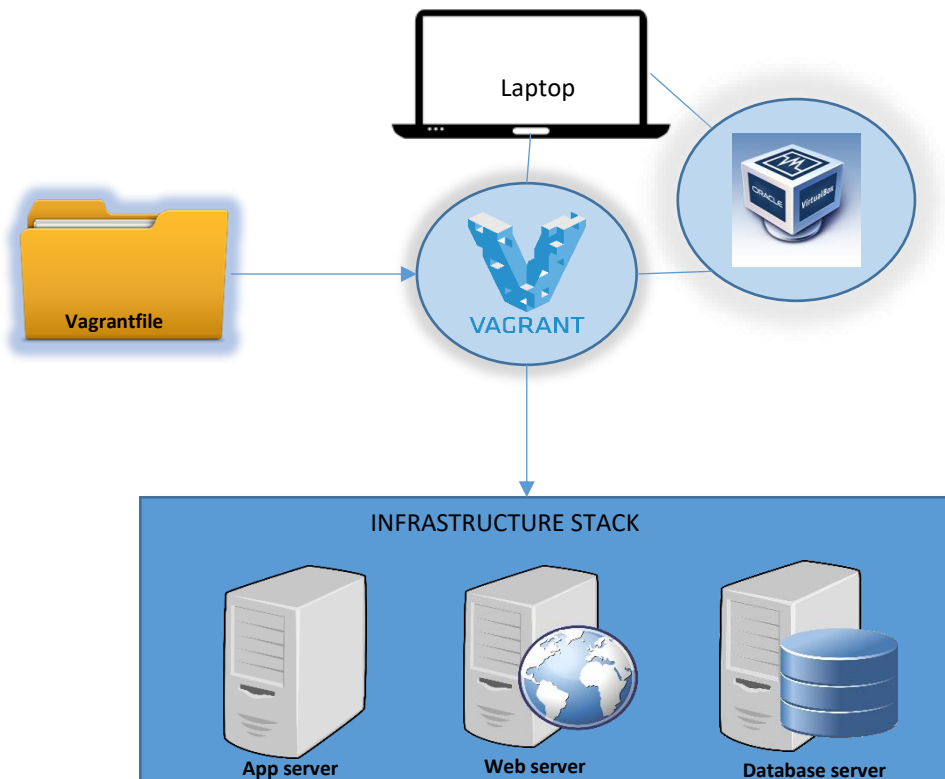 Laptop
ORACLE
VirtualBox
Vagrantfile
VAGRANT
INFRASTRUCTURE STACK
App server
Web server
Database server